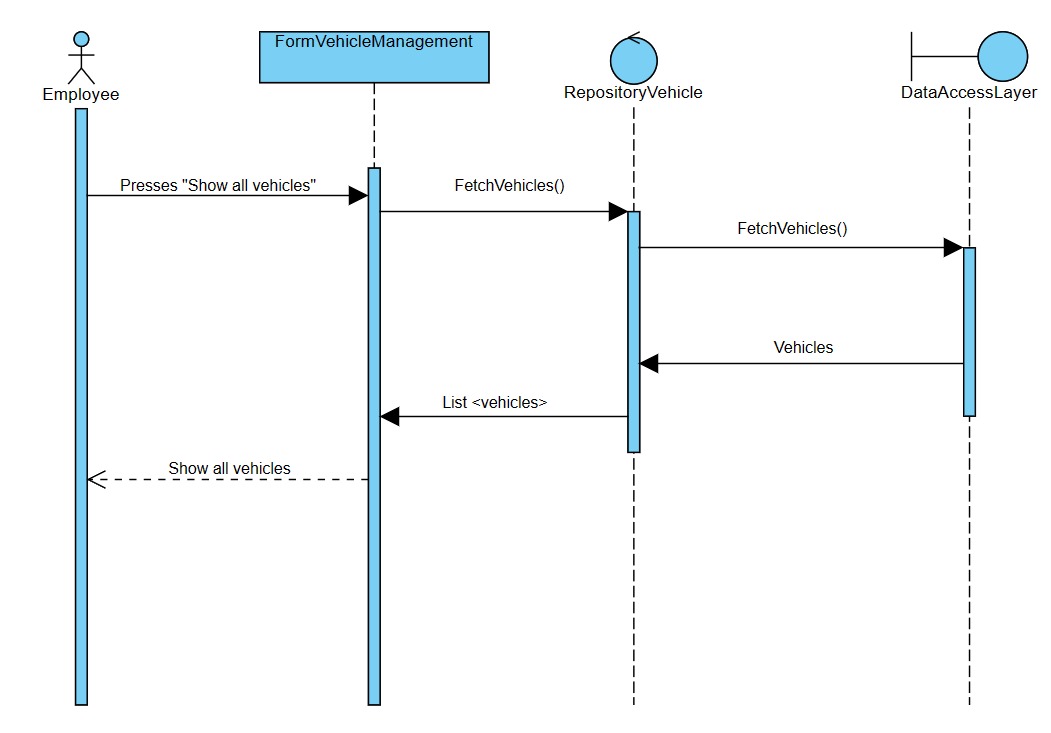 FormVehicleManagement
Employee
RepositoryVehicle
DataAccessLayer
Presses "Show all vehicles"
FetchVehicles()
FetchVehicles()
Vehicles
List <vehicles>
Show all vehicles